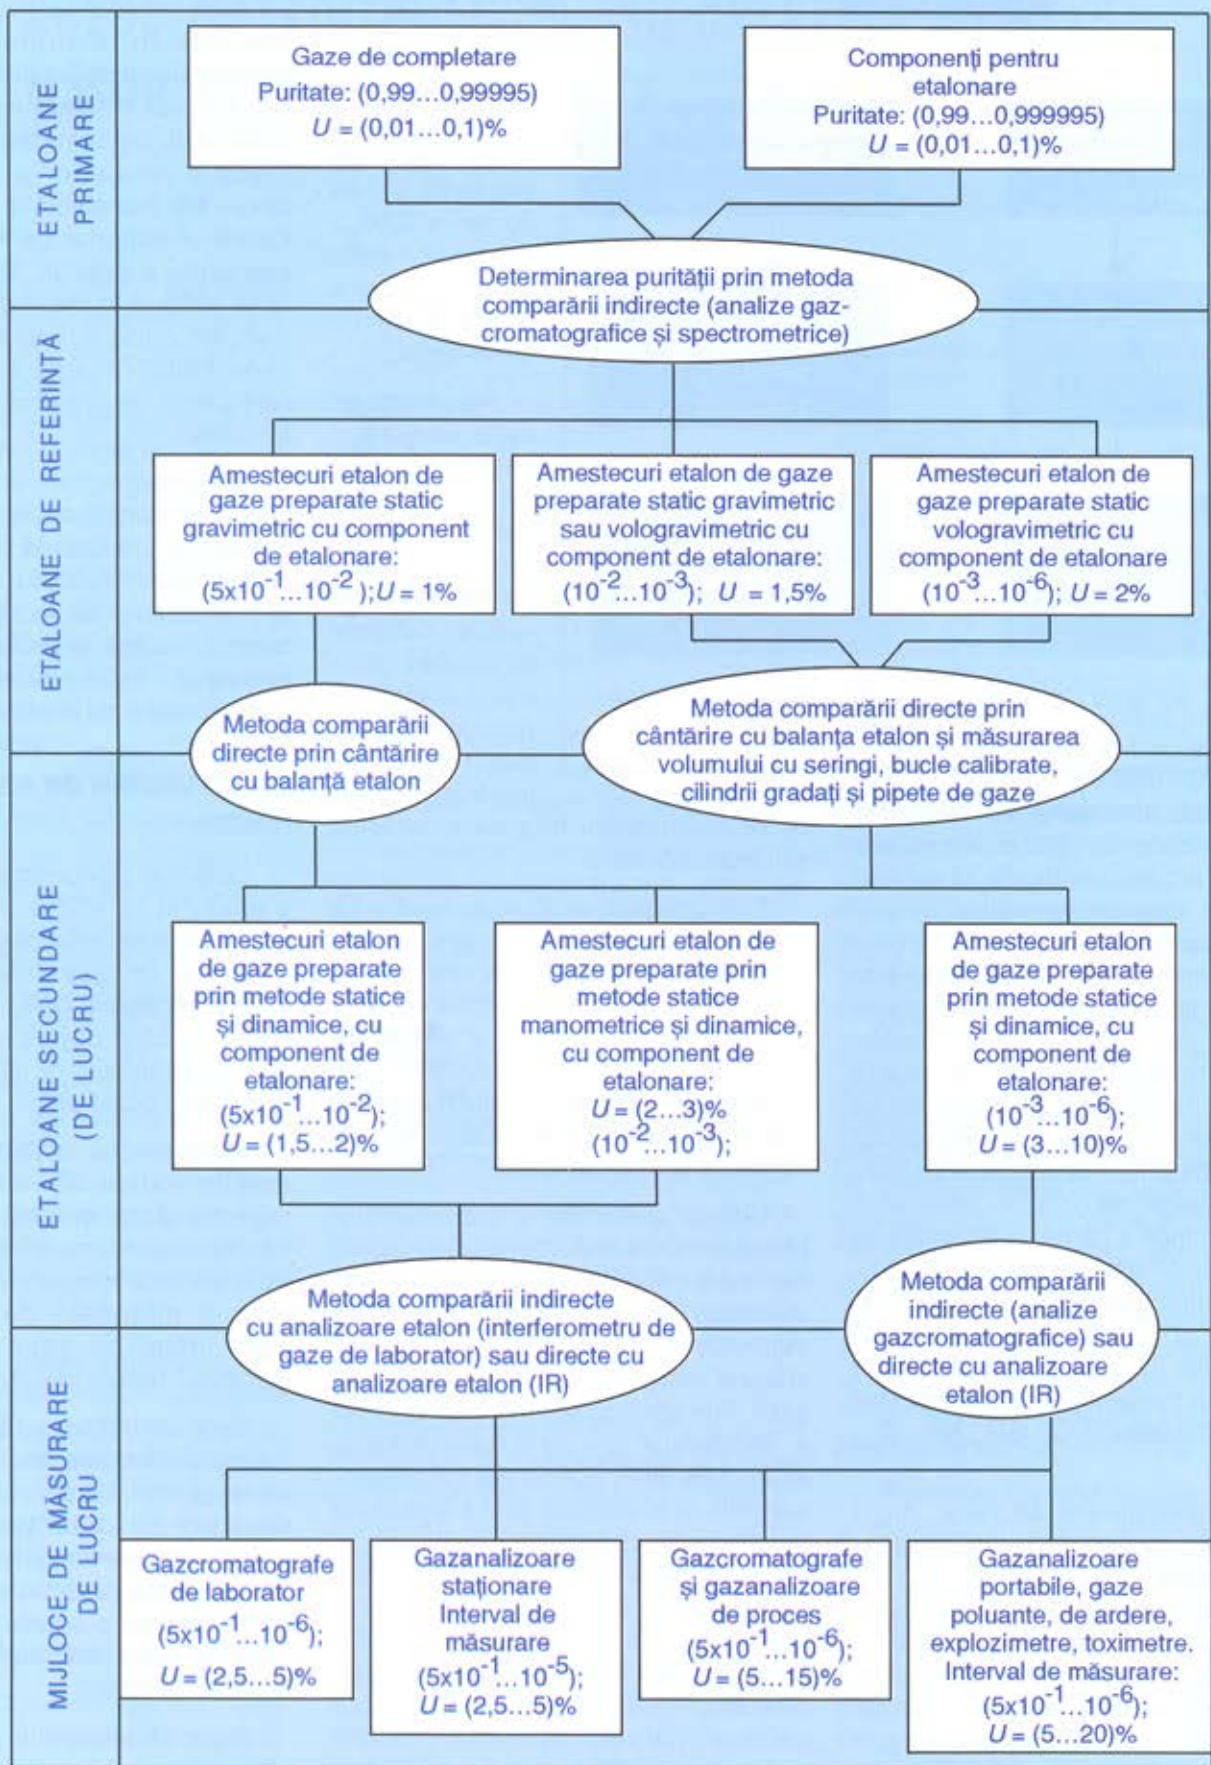 ETALOANE
PRIMARE
Gaze de completare
Puritate: (0,99...0,99995)
U = (0,01...0,1)%
Componenți pentru
etalonare
Puritate: (0,99...0,999995)
U = (0,01...0,1)%
Determinarea purității prin metoda
comparării indirecte (analize gaz-
cromatografice și spectrometrice)
ETALOANE DE REFERINȚĂ
Amestecuri etalon de
gaze preparate static
gravimetric cu component
de etalonare:
(5x10⁻¹...10⁻² ); U = 1%
Amestecuri etalon de gaze
preparate static gravimetric
sau vologravimetric cu
component de etalonare:
(10⁻²...10⁻³); U = 1,5%
Amestecuri etalon de
gaze preparate static
vologravimetric cu
component de etalonare
(10⁻³...10⁻⁶); U = 2%
Metoda comparării
directe prin cântărire
cu balanță etalon
Metoda comparării directe prin
cântărire cu balanța etalon și măsurarea
volumului cu seringi, bucle calibrate,
cilindrii gradați și pipete de gaze
ETALOANE SECUNDARE
(DE LUCRU)
Amestecuri etalon
de gaze preparate
prin metode statice
și dinamice, cu
component de
etalonare:
(5x10⁻¹...10⁻²);
U = (1,5...2)%
Amestecuri etalon de
gaze preparate prin
metode statice
manometrice și dinamice,
cu component de
etalonare:
U = (2...3)%
(10⁻²...10⁻³);
Amestecuri etalon
de gaze preparate
prin metode statice
și dinamice, cu
component de
etalonare:
(10⁻³...10⁻⁶);
U = (3...10)%
Metoda comparării indirecte
cu analizoare etalon (interferometru de
gaze de laborator) sau directe cu
analizoare etalon (IR)
Metoda comparării
indirecte (analize
gazcromatografice) sau
directe cu analizoare
etalon (IR)
MIJLOCE DE MĂSURARE
DE LUCRU
Gazcromatografe
de laborator
(5x10⁻¹...10⁻⁶);
U = (2,5...5)%
Gazanalizoare
staționare
Interval de
măsurare
(5x10⁻¹...10⁻⁵);
U = (2,5...5)%
Gazcromatografe
și gazanalizoare
de proces
(5x10⁻¹...10⁻⁶);
U = (5...15)%
Gazanalizoare
portabile, gaze
poluante, de ardere,
explozimetre, toximetre.
Interval de măsurare:
(5x10⁻¹...10⁻⁶);
U = (5...20)%